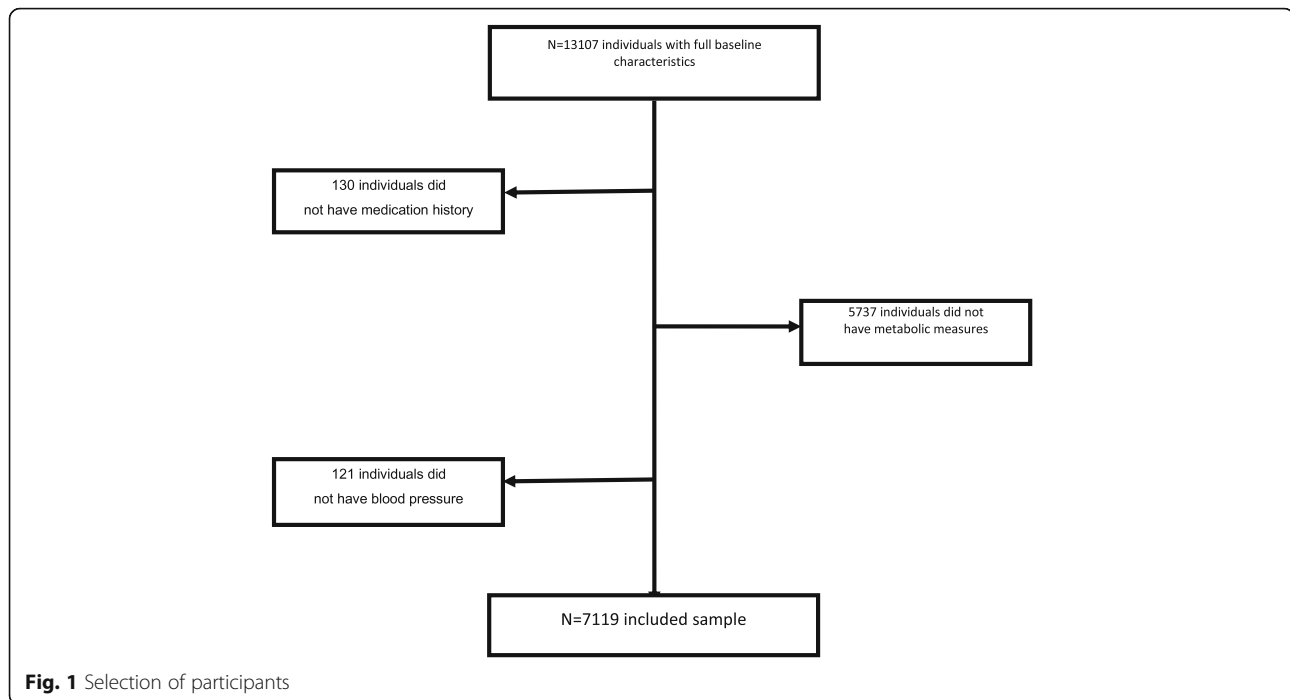 N=13107 individuals with full baseline
characteristics
130 individuals did
not have medication history
5737 individuals did not
have metabolic measures
121 individuals did
not have blood pressure
N=7119 included sample
Fig. 1 Selection of participants